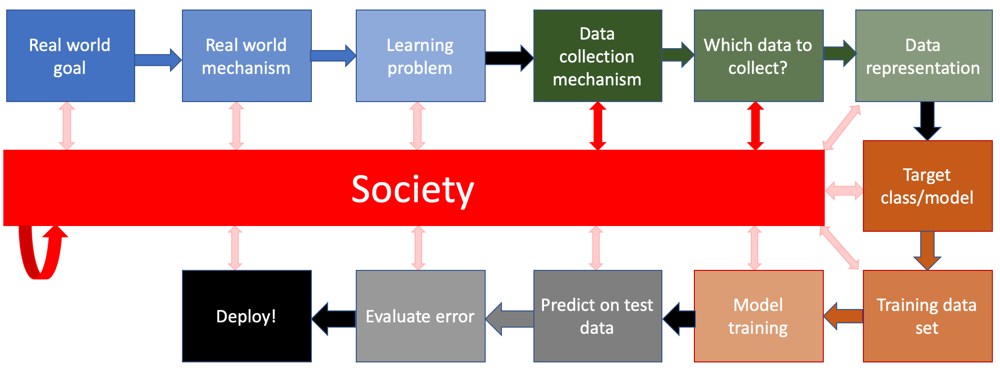 Real world
goal
Real world
mechanism
Learning
problem
Data
collection
mechanism
Which data to
collect?
Data
representation
Society
Target
class/model
Deploy!
Evaluate error
Predict on test
data
Model
training
Training data
set